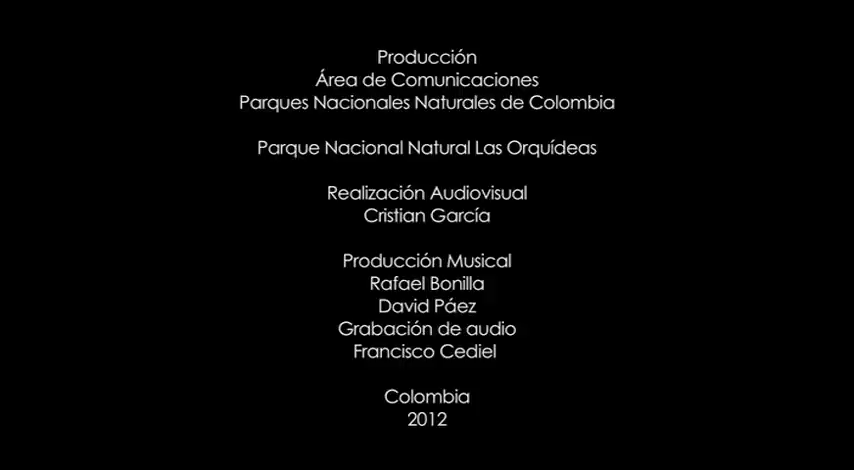 Producción
Área de Comunicaciones
Parques Nacionales Naturales de Colombia
Parque Nacional Natural Las Orquídeas
Realización Audiovisual
Cristian García
Producción Musical
Rafael Bonilla
David Páez
Grabación de audio
Francisco Cediel
Colombia
2012